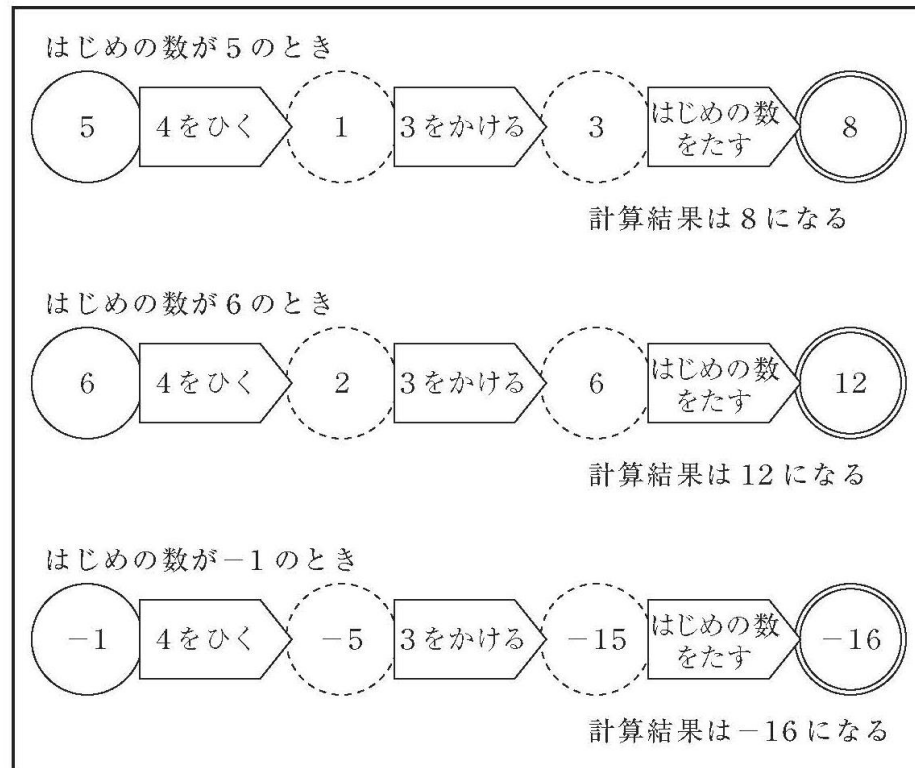 はじめの数が5のとき
5 4をひく 1 3をかける 3 はじめの数をたす 8
計算結果は8になる
はじめの数が6のとき
6 4をひく 2 3をかける 6 はじめの数をたす 12
計算結果は12になる
はじめの数が−1のとき
−1 4をひく −5 3をかける −15 はじめの数をたす −16
計算結果は−16になる